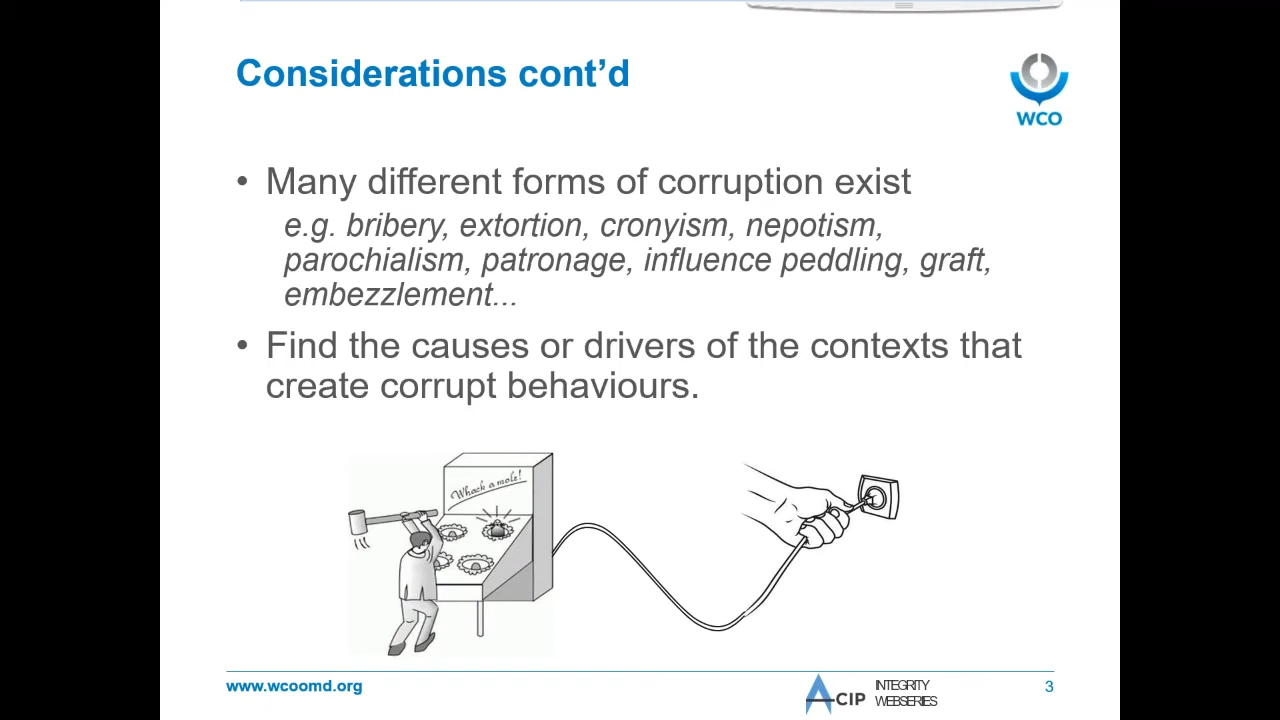 Considerations cont’d
WCO
• Many different forms of corruption exist
e.g. bribery, extortion, cronyism, nepotism,
parochialism, patronage, influence peddling, graft,
embezzlement...
• Find the causes or drivers of the contexts that
create corrupt behaviours.
Whack a mole!
www.wcoomd.org
ACIP
INTEGRITY
WEBSERIES
3